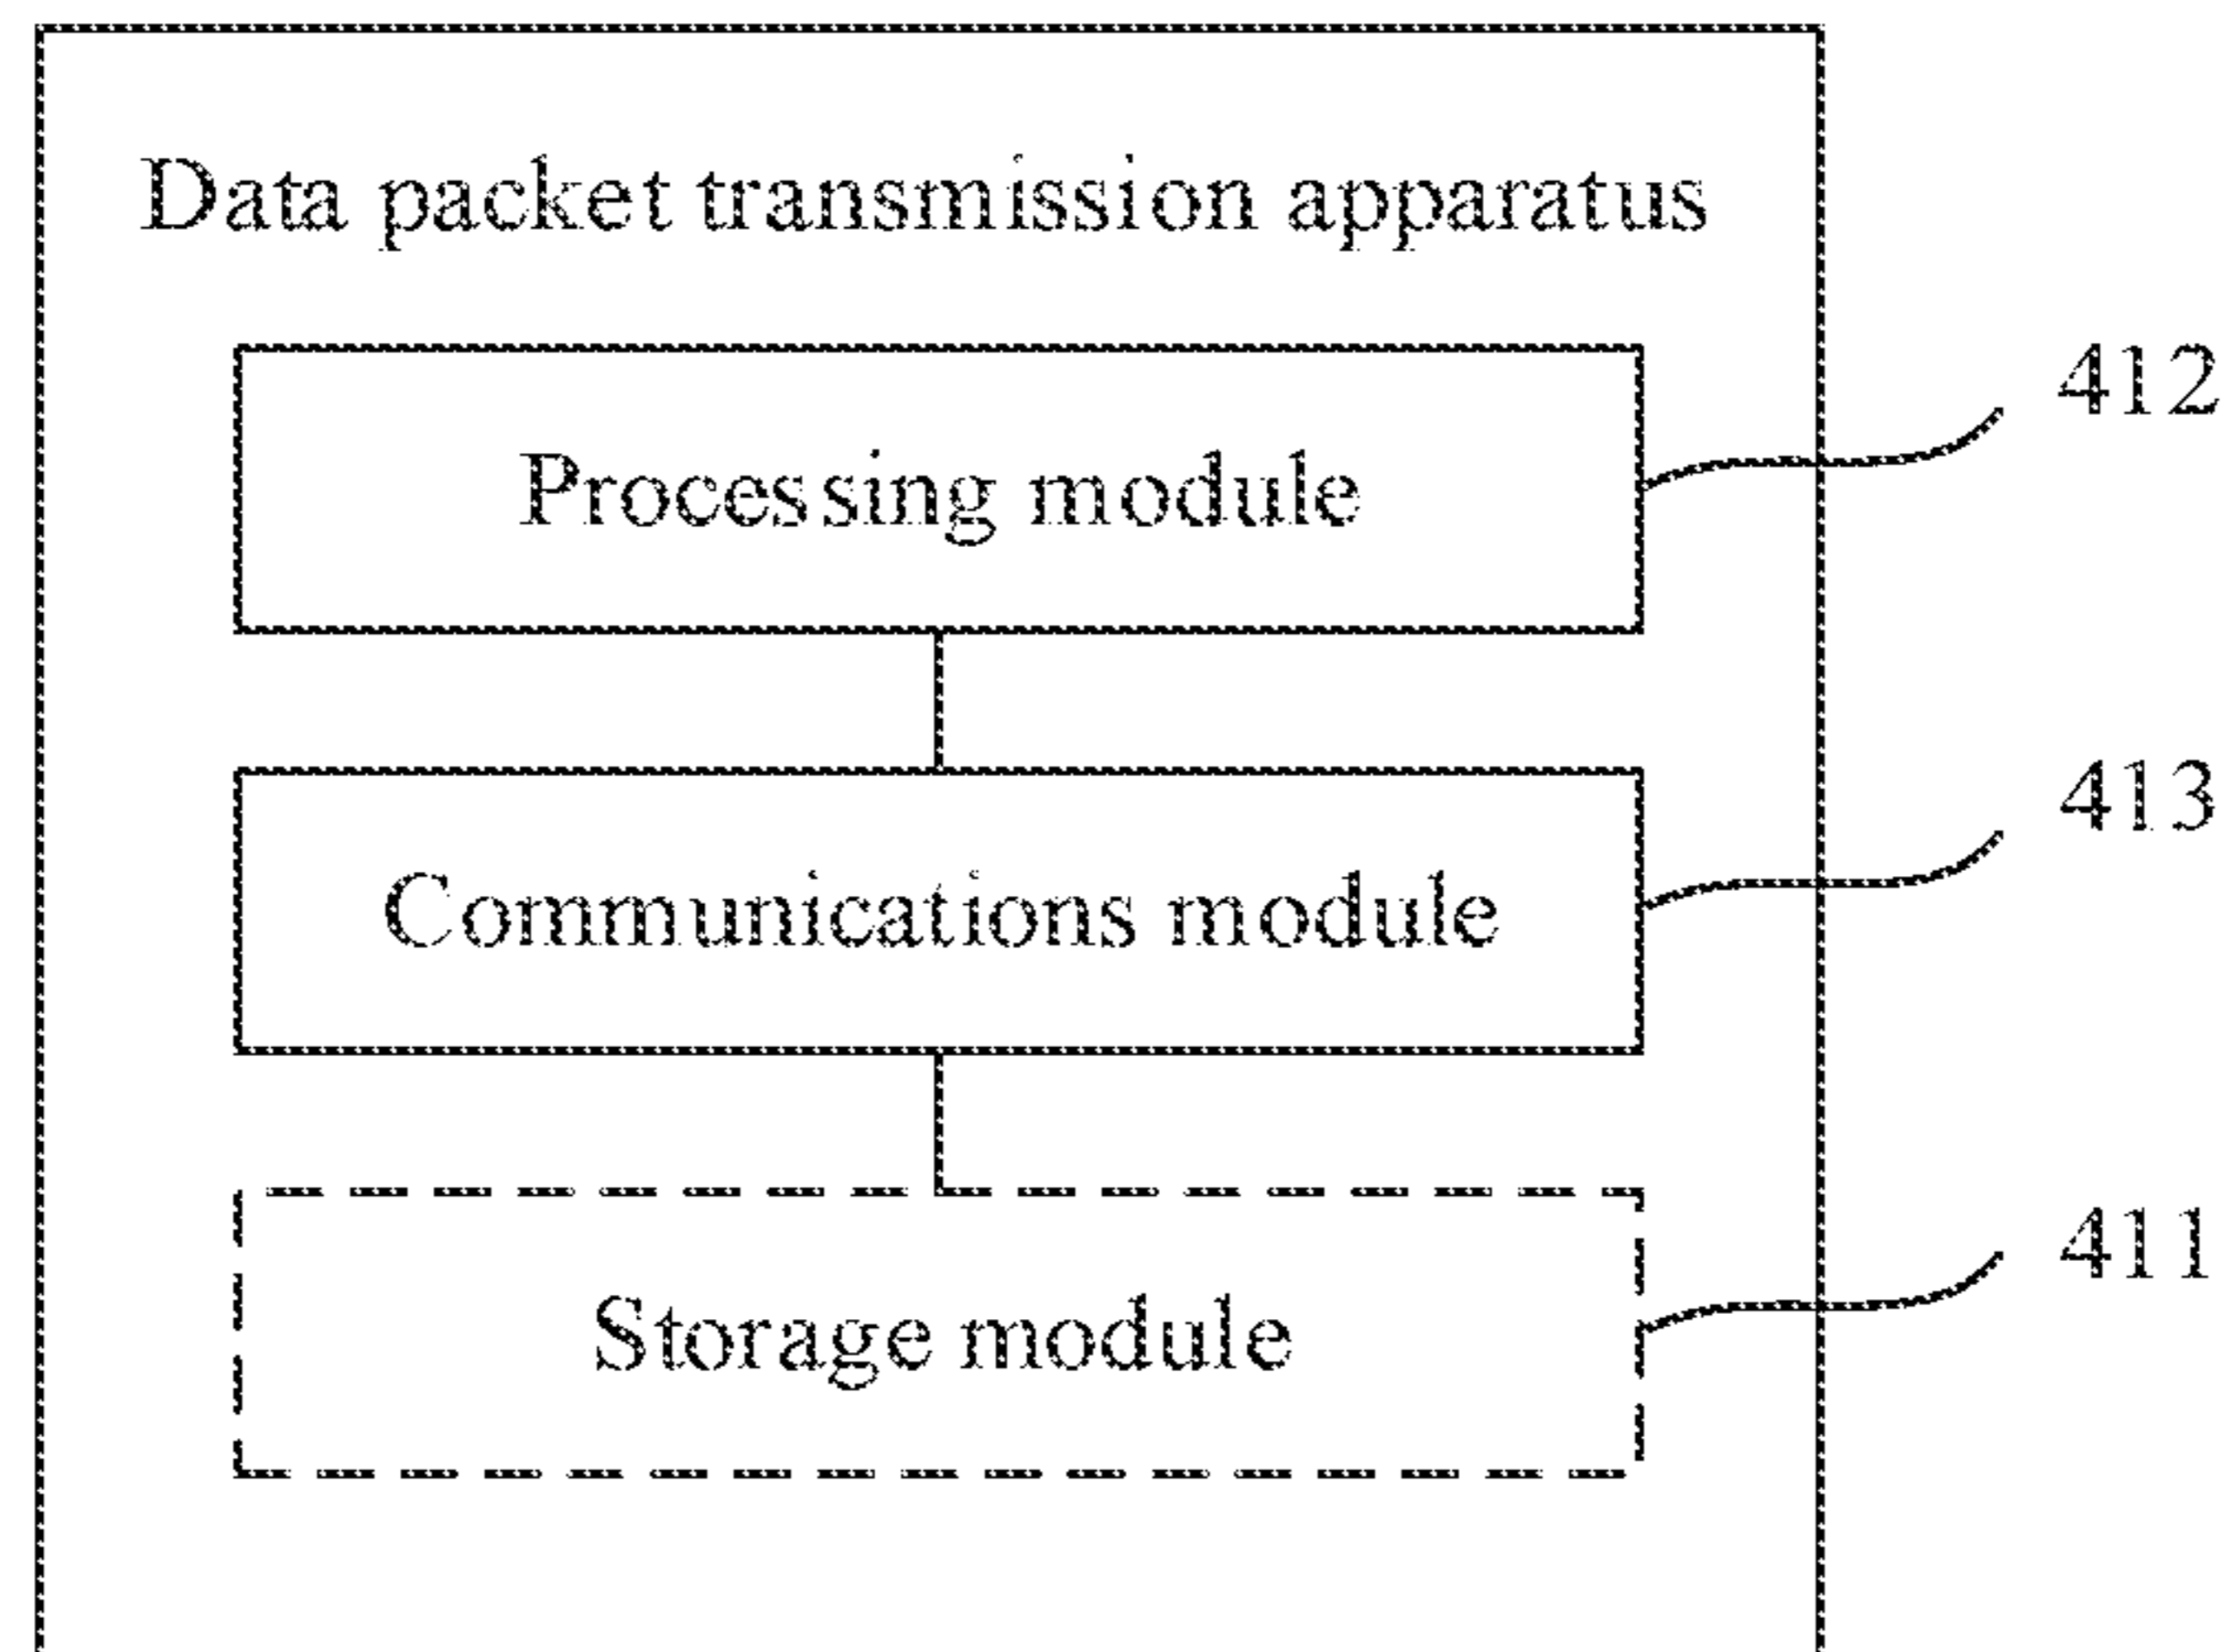 Data packet transmission apparatus
412
Processing module
413
Communications module
411
Storage module